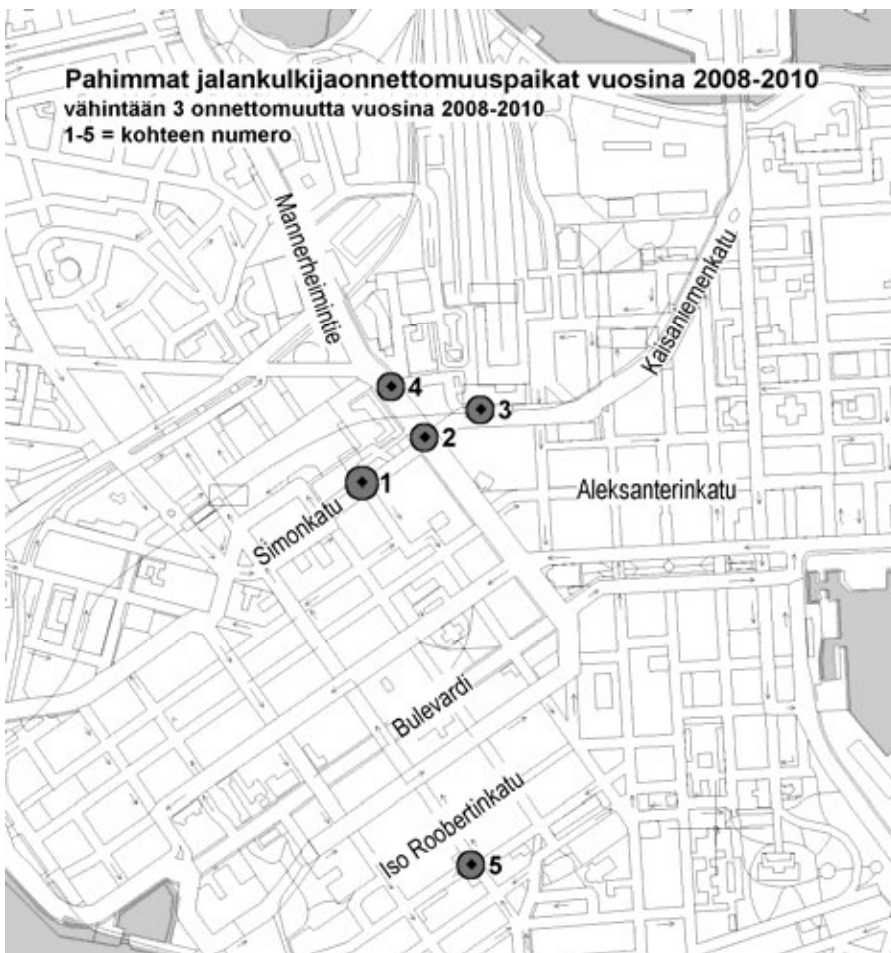 Pahimmat jalankulkijaonnettomuuspaikat vuosina 2008-2010
vähintään 3 onnettomuutta vuosina 2008-2010
1-5 = kohteen numero
Mannerheimintie
Kaisaniemenkatu
4
3
2
1
Aleksanterinkatu
Simonkatu
Bulevardi
Iso Roobertinkatu
5